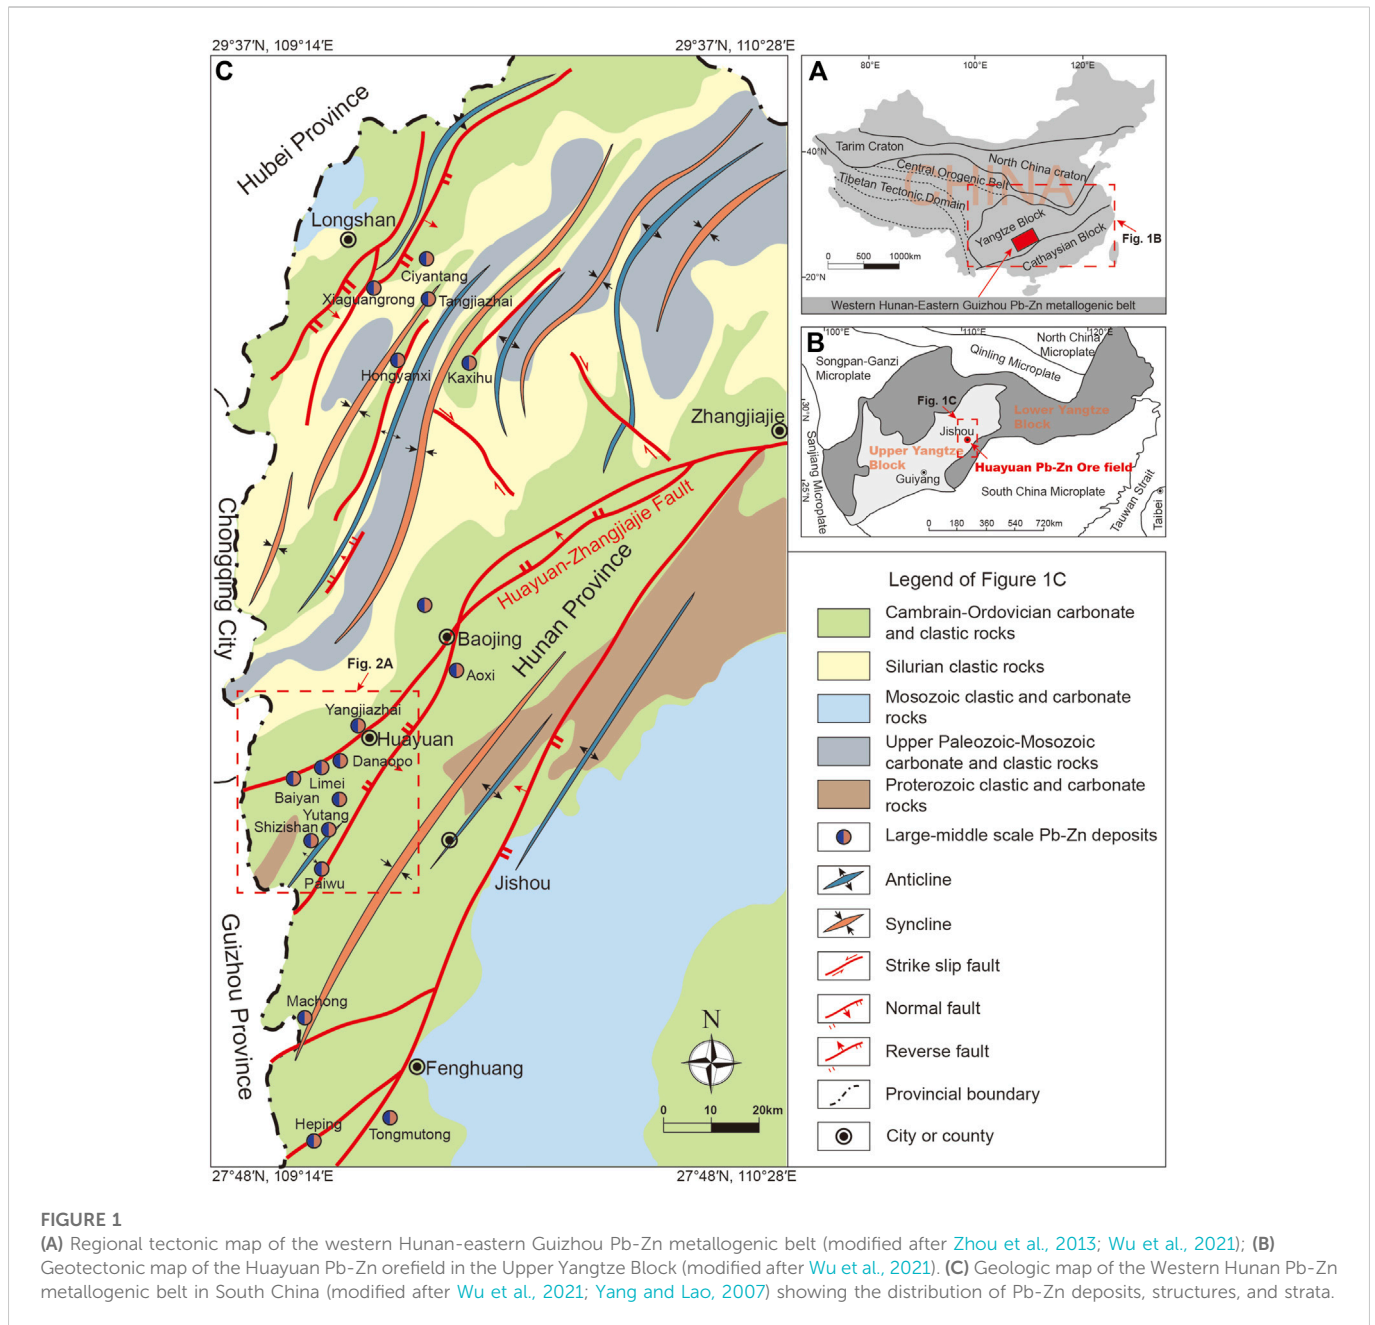 29°37′N, 109°14′E
29°37′N, 110°28′E
C
Hubei Province
Longshan
Ciyantang
Xiaguangrong
Tangjiazhai
Hongyanxi
Kaxihu
Zhangjiajie
Chongqing City
Huayuan-Zhangjiajie Fault
Hunan Province
Baojing
Aoxi
Fig. 2A
Yangjiazhai
Huayuan
Danaopo
Limei
Baiyan
Yutang
Shizishan
Paiwu
Jishou
Guizhou Province
Machong
Fenghuang
Heping
Tongmutong
N
0 10 20km
27°48′N, 109°14′E
27°48′N, 110°28′E
A
80°E 100°E 120°E
40°N
20°N
CHINA
Tarim Craton
North China craton
Central Orogenic Belt
Tibetan Tectonic Domain
Yangtze Block
Cathaysian Block
Fig. 1B
0 500 1000km
Western Hunan-Eastern Guizhou Pb-Zn metallogenic belt
B
100°E 110°E 120°E
30°N
25°N
Songpan-Ganzi
Microplate
Qinling Microplate
North China
Microplate
Fig. 1C
Jishou
Lower Yangtze
Block
Upper Yangtze
Block
Huayuan Pb-Zn Ore field
Guiyang
South China Microplate
Sanjiang Microplate
Tauwan Strait
Taibei
0 180 360 540 720km
Legend of Figure 1C
Cambrain-Ordovician carbonate
and clastic rocks
Silurian clastic rocks
Mosozoic clastic and carbonate
rocks
Upper Paleozoic-Mosozoic
carbonate and clastic rocks
Proterozoic clastic and carbonate
rocks
Large-middle scale Pb-Zn deposits
Anticline
Syncline
Strike slip fault
Normal fault
Reverse fault
Provincial boundary
City or county
FIGURE 1
(A) Regional tectonic map of the western Hunan-eastern Guizhou Pb-Zn metallogenic belt (modified after Zhou et al., 2013; Wu et al., 2021); (B)
Geotectonic map of the Huayuan Pb-Zn orefield in the Upper Yangtze Block (modified after Wu et al., 2021). (C) Geologic map of the Western Hunan Pb-Zn
metallogenic belt in South China (modified after Wu et al., 2021; Yang and Lao, 2007) showing the distribution of Pb-Zn deposits, structures, and strata.